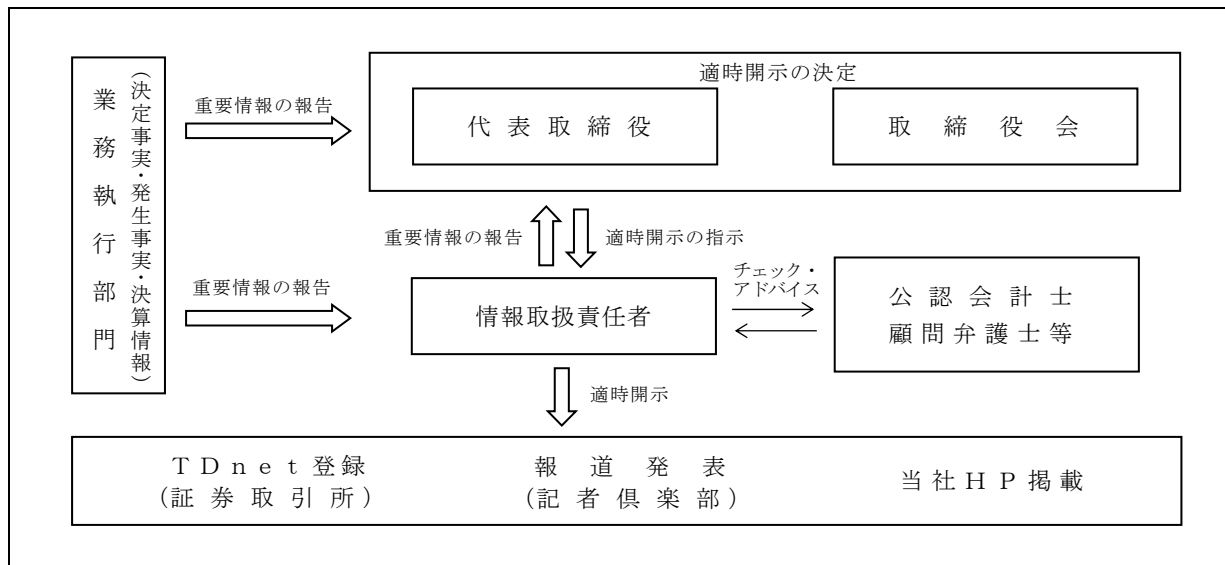 適時開示の決定
業務執行部門
（決定事実・発生事実・決算情報）
重要情報の報告
代表取締役
取締役会
重要情報の報告
適時開示の指示
重要情報の報告
情報取扱責任者
チェック・
アドバイス
公認会計士
顧問弁護士等
適時開示
ＴＤｎｅｔ登録
（証券取引所）
報道発表
（記者倶楽部）
当社ＨＰ掲載